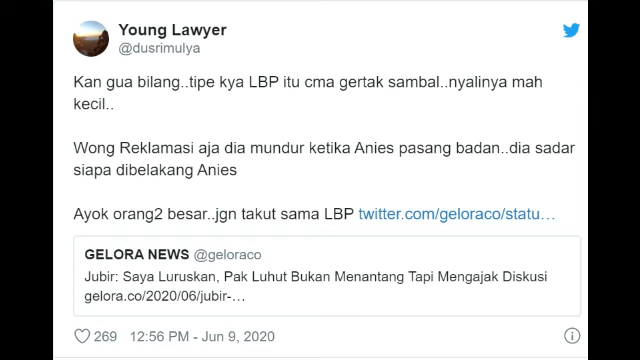 Young Lawyer
@dusrimulya
Kan gua bilang..tipe kya LBP itu cma gertak sambal..nyalinya mah
kecil..
Wong Reklamasi aja dia mundur ketika Anies pasang badan..dia sadar
siapa dibelakang Anies
Ayok orang2 besar..jgn takut sama LBP twitter.com/geloraco/statu…
GELORA NEWS @geloraco
Jubir: Saya Luruskan, Pak Luhut Bukan Menantang Tapi Mengajak Diskusi
gelora.co/2020/06/jubir-…
269 12:56 PM - Jun 9, 2020